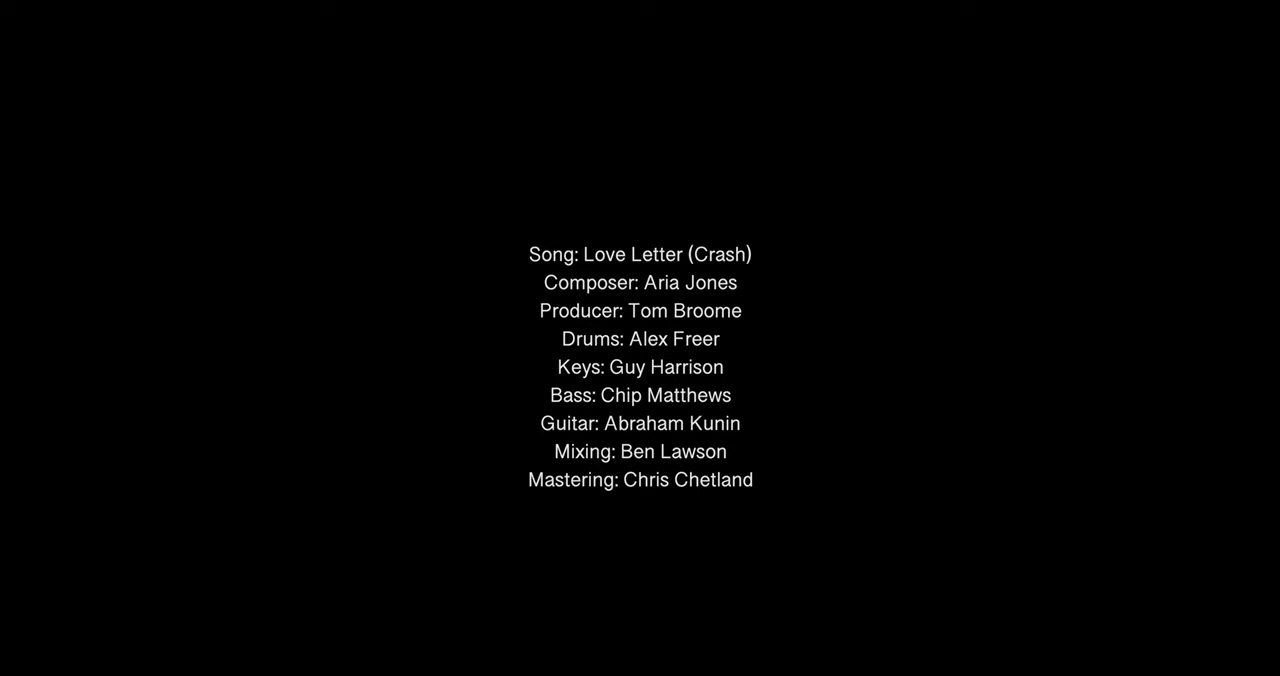 Song: Love Letter (Crash)
Composer: Aria Jones
Producer: Tom Broome
Drums: Alex Freer
Keys: Guy Harrison
Bass: Chip Matthews
Guitar: Abraham Kunin
Mixing: Ben Lawson
Mastering: Chris Chetland